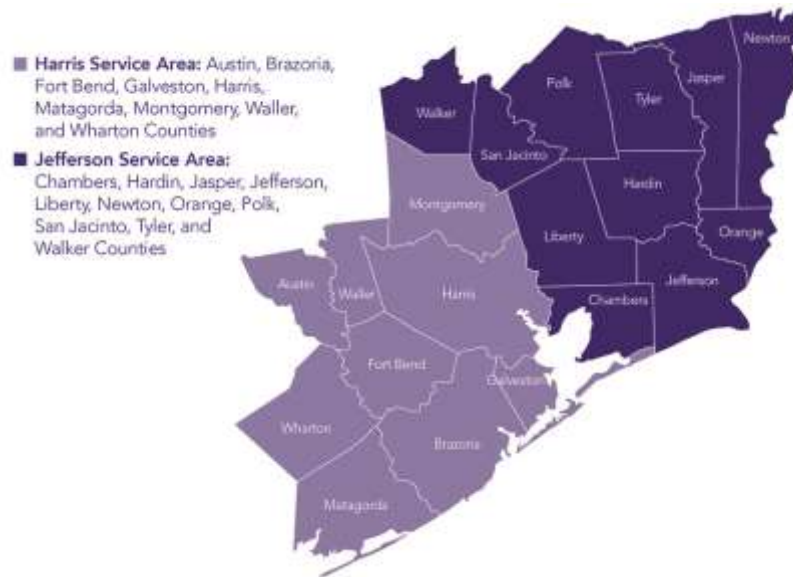 Harris Service Area: Austin, Brazoria,
Fort Bend, Galveston, Harris,
Matagorda, Montgomery, Waller,
and Wharton Counties
Jefferson Service Area:
Chambers, Hardin, Jasper, Jefferson,
Liberty, Newton, Orange, Polk,
San Jacinto, Tyler, and
Walker Counties
Newton
Polk
Jasper
Tyler
Walker
San Jacinto
Hardin
Montgomery
Liberty
Orange
Jefferson
Austin
Waller
Harris
Chambers
Fort Bend
Galveston
Wharton
Brazoria
Matagorda